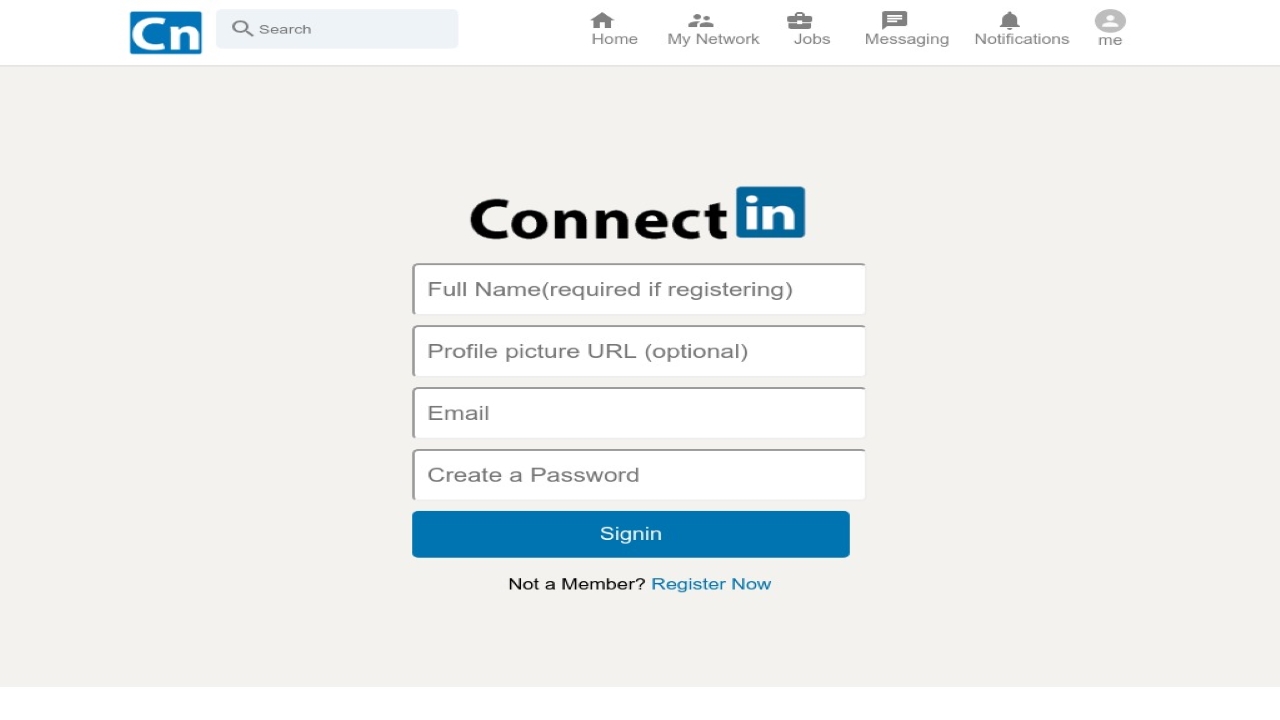 Cn
Search
Home
My Network
Jobs
Messaging
Notifications
me
Connect in
Full Name(required if registering)
Profile picture URL (optional)
Email
Create a Password
Signin
Not a Member? Register Now